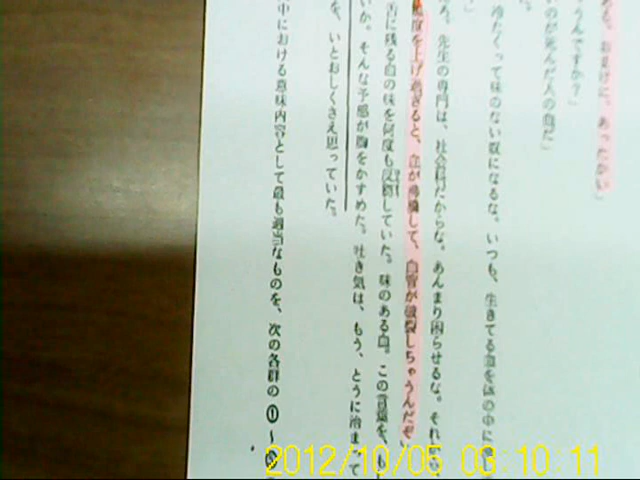 ある。おまけに、あったかい」
うんですか？」
いのが死んだ人の血だ」
冷たくって味のない奴になるな。いつも、生きてる血を体の中に
」
ろ。先生の専門は、社会科だからな。あんまり困らせるな。それに、
温度を上げ過ぎると、血が沸騰して、血管が破裂しちゃうんだぞ
舌に残る血の味を何度も反芻していた。味のある血。この言葉を、
いか。そんな予感が胸をかすめた。吐き気は、もう、とうに治まって
を、いとおしくさえ思っていた。
中における意味内容として最も適当なものを、次の各群の①〜
2012/10/05 03:10:11